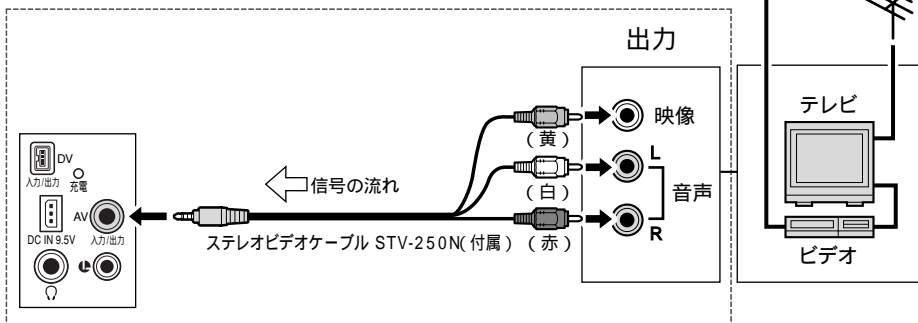 出力
映像
(黄)
L
(白)
音声
R
(赤)
信号の流れ
ステレオビデオケーブル STV-250N(付属)
DV
入力/出力
充電
AV
入力/出力
DC IN 9.5V
テレビ
ビデオ